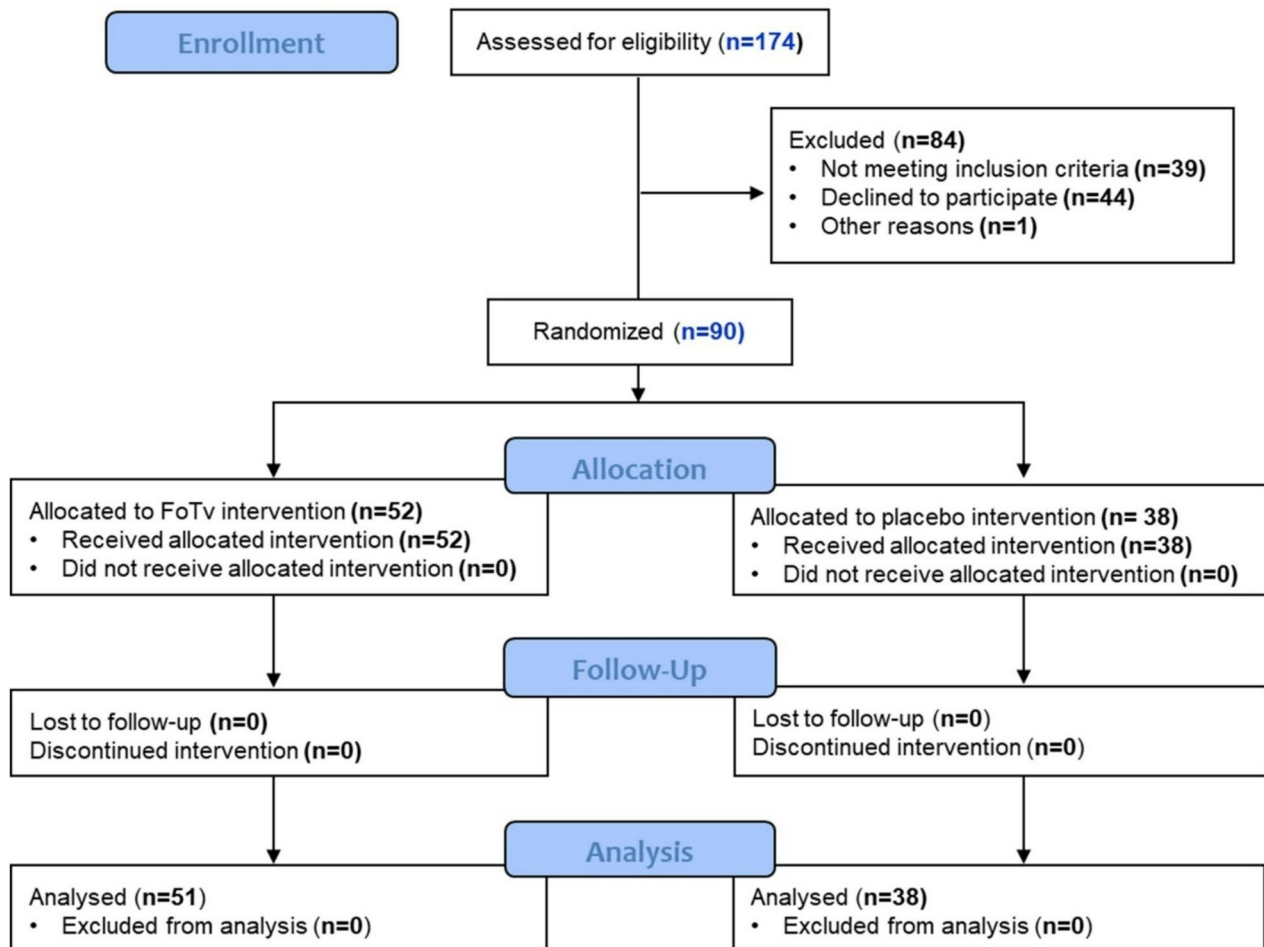 Enrollment
Assessed for eligibility (n=174)
Excluded (n=84)
• Not meeting inclusion criteria (n=39)
• Declined to participate (n=44)
• Other reasons (n=1)
Randomized (n=90)
Allocation
Allocated to FoTv intervention (n=52)
• Received allocated intervention (n=52)
• Did not receive allocated intervention (n=0)
Allocated to placebo intervention (n= 38)
• Received allocated intervention (n=38)
• Did not receive allocated intervention (n=0)
Follow-Up
Lost to follow-up (n=0)
Discontinued intervention (n=0)
Lost to follow-up (n=0)
Discontinued intervention (n=0)
Analysis
Analysed (n=51)
• Excluded from analysis (n=0)
Analysed (n=38)
• Excluded from analysis (n=0)